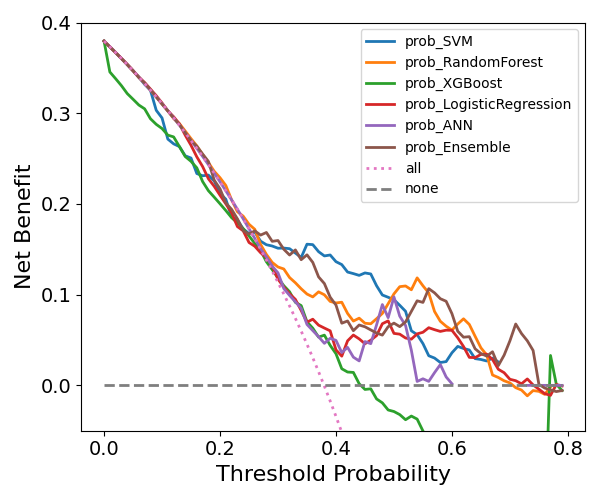 0.4
0.3
0.2
0.1
0.0
Net Benefit
prob_SVM
prob_RandomForest
prob_XGBoost
prob_LogisticRegression
prob_ANN
prob_Ensemble
all
none
0.0 0.2 0.4 0.6 0.8
Threshold Probability